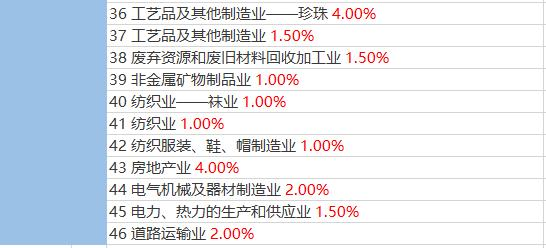 36 工艺品及其他制造业——珍珠 4.00%
37 工艺品及其他制造业 1.50%
38 废弃资源和废旧材料回收加工业 1.50%
39 非金属矿物制品业 1.00%
40 纺织业——袜业 1.00%
41 纺织业 1.00%
42 纺织服装、鞋、帽制造业 1.00%
43 房地产业 4.00%
44 电气机械及器材制造业 2.00%
45 电力、热力的生产和供应业 1.50%
46 道路运输业 2.00%